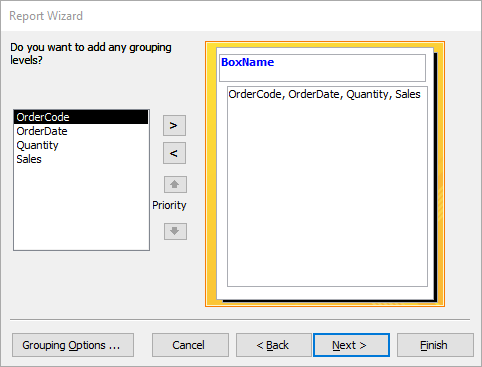 Report Wizard
Do you want to add any grouping
levels?
OrderCode
OrderDate
Quantity
Sales
>
<
Priority
BoxName
OrderCode, OrderDate, Quantity, Sales
Grouping Options ...
Cancel
< Back
Next >
Finish